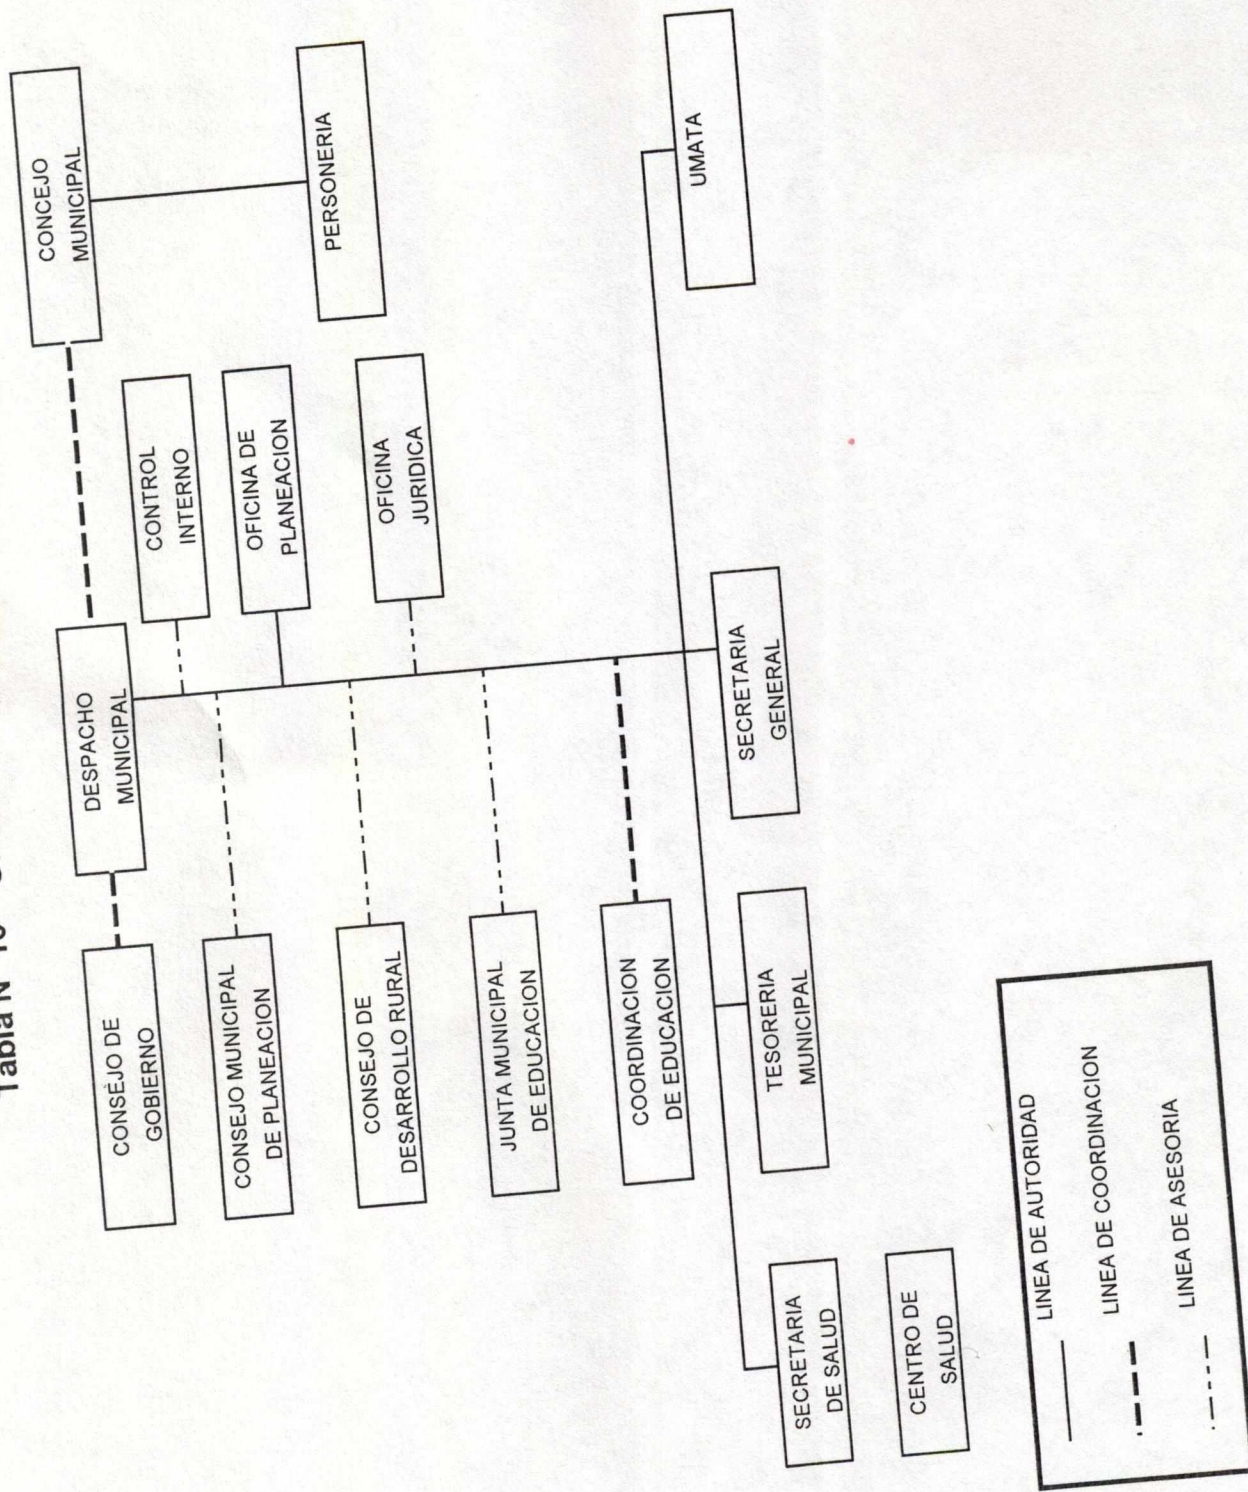 Tabla N° 10
CONCEJO
MUNICIPAL
DESPACHO
MUNICIPAL
CONSEJO DE
GOBIERNO
PERSONERIA
CONTROL
INTERNO
CONSEJO MUNICIPAL
DE PLANEACION
OFICINA DE
PLANEACION
CONSEJO DE
DESARROLLO RURAL
OFICINA
JURIDICA
JUNTA MUNICIPAL
DE EDUCACION
COORDINACION
DE EDUCACION
SECRETARIA
DE SALUD
TESORERIA
MUNICIPAL
SECRETARIA
GENERAL
UMATA
CENTRO DE
SALUD
LINEA DE AUTORIDAD
LINEA DE COORDINACION
LINEA DE ASESORIA